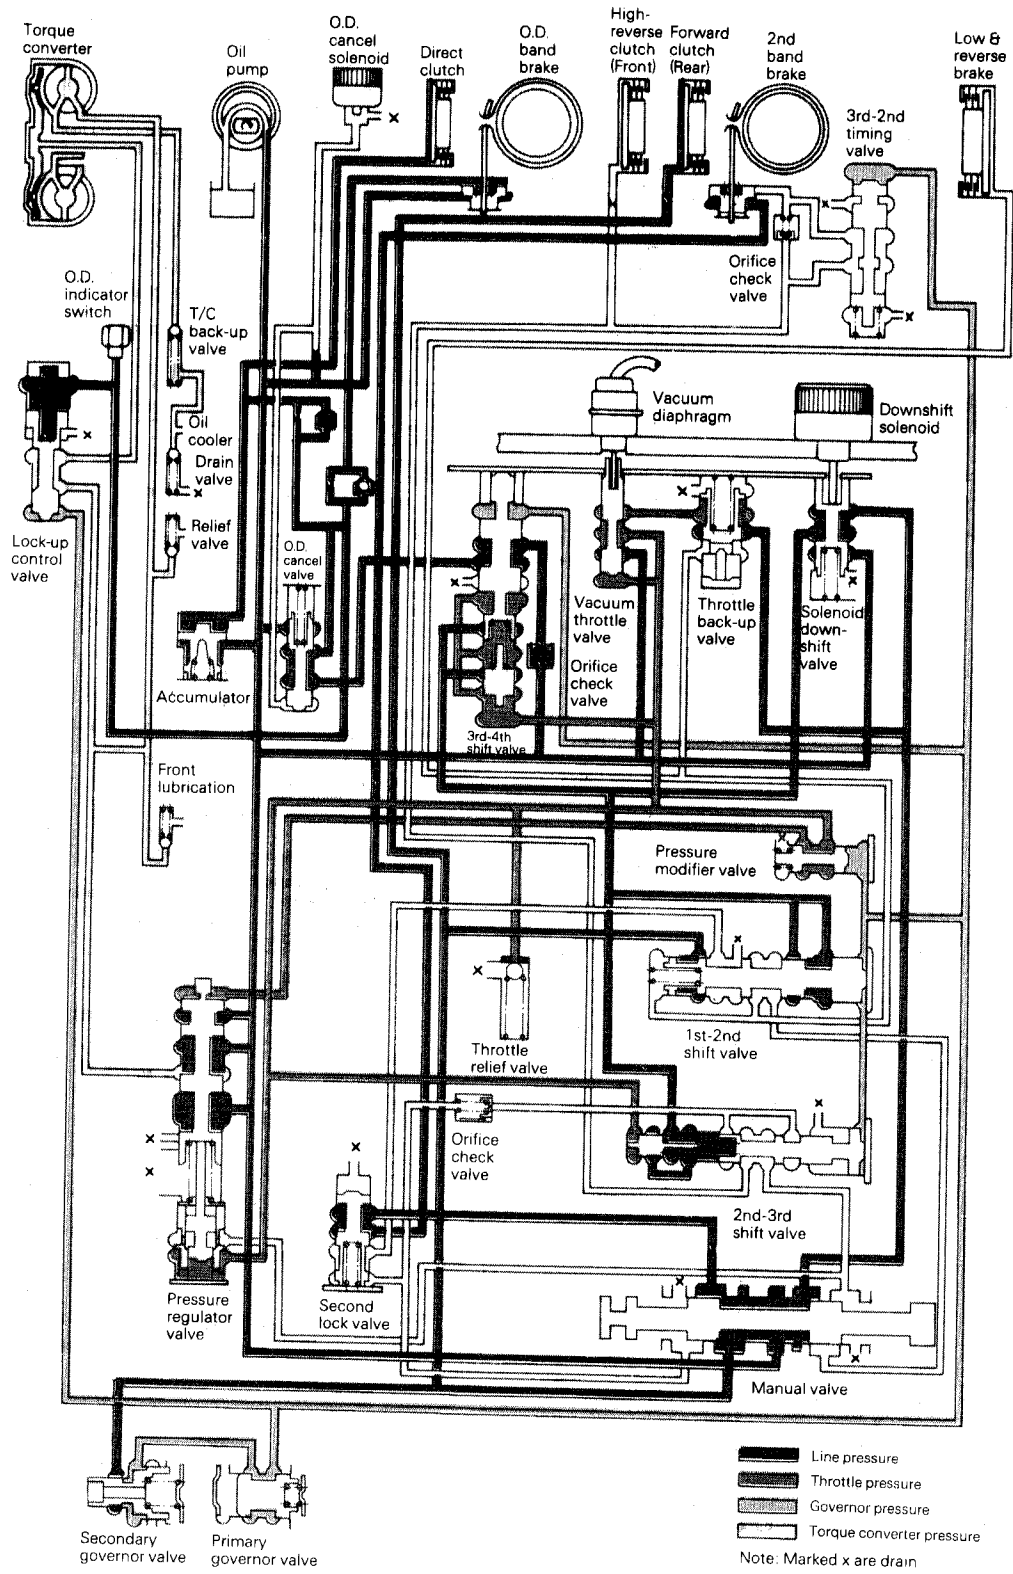 Torque
converter
Oil
pump
O.D.
cancel
solenoid
Direct
clutch
O.D.
band
brake
High-
reverse
clutch
(Front)
Forward
clutch
(Rear)
2nd
band
brake
Low &
reverse
brake
3rd-2nd
timing
valve
x
x
Orifice
check
valve
x
O.D.
indicator
switch
T/C
back-up
valve
Vacuum
diaphragm
Downshift
solenoid
x
Oil
cooler
Drain
valve
x
x
Relief
valve
Lock-up
control
valve
O.D.
cancel
valve
x
x
Vacuum
throttle
valve
Throttle
back-up
valve
Solenoid
down-
shift
valve
Orifice
check
valve
Accumulator
3rd-4th
shift valve
Front
lubrication
x
Pressure
modifier valve
x
x
1st-2nd
shift valve
Throttle
relief valve
x
x
x
x
Orifice
check
valve
2nd-3rd
shift valve
x
Pressure
regulator
valve
Second
lock valve
x
Manual valve
Line pressure
Throttle pressure
Governor pressure
Torque converter pressure
Note: Marked x are drain
Secondary
governor valve
Primary
governor valve